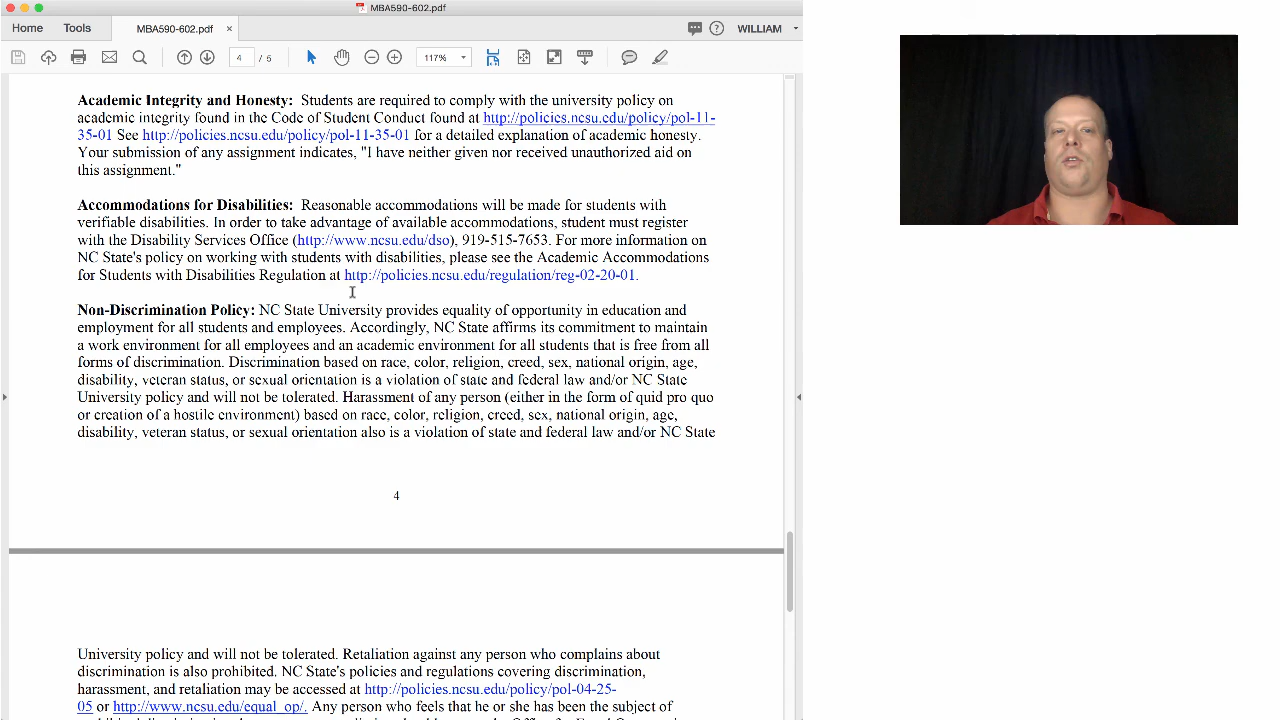 MBA590-602.pdf
Home
Tools
MBA590-602.pdf
×
?
WILLIAM
4 / 5
117%
Academic Integrity and Honesty: Students are required to comply with the university policy on
academic integrity found in the Code of Student Conduct found at http://policies.ncsu.edu/policy/pol-11-
35-01 See http://policies.ncsu.edu/policy/pol-11-35-01 for a detailed explanation of academic honesty.
Your submission of any assignment indicates, "I have neither given nor received unauthorized aid on
this assignment."
Accommodations for Disabilities: Reasonable accommodations will be made for students with
verifiable disabilities. In order to take advantage of available accommodations, student must register
with the Disability Services Office (http://www.ncsu.edu/dso), 919-515-7653. For more information on
NC State's policy on working with students with disabilities, please see the Academic Accommodations
for Students with Disabilities Regulation at http://policies.ncsu.edu/regulation/reg-02-20-01.
Non-Discrimination Policy: NC State University provides equality of opportunity in education and
employment for all students and employees. Accordingly, NC State affirms its commitment to maintain
a work environment for all employees and an academic environment for all students that is free from all
forms of discrimination. Discrimination based on race, color, religion, creed, sex, national origin, age,
disability, veteran status, or sexual orientation is a violation of state and federal law and/or NC State
University policy and will not be tolerated. Harassment of any person (either in the form of quid pro quo
or creation of a hostile environment) based on race, color, religion, creed, sex, national origin, age,
disability, veteran status, or sexual orientation also is a violation of state and federal law and/or NC State
4
University policy and will not be tolerated. Retaliation against any person who complains about
discrimination is also prohibited. NC State's policies and regulations covering discrimination,
harassment, and retaliation may be accessed at http://policies.ncsu.edu/policy/pol-04-25-
05 or http://www.ncsu.edu/equal_op/. Any person who feels that he or she has been the subject of